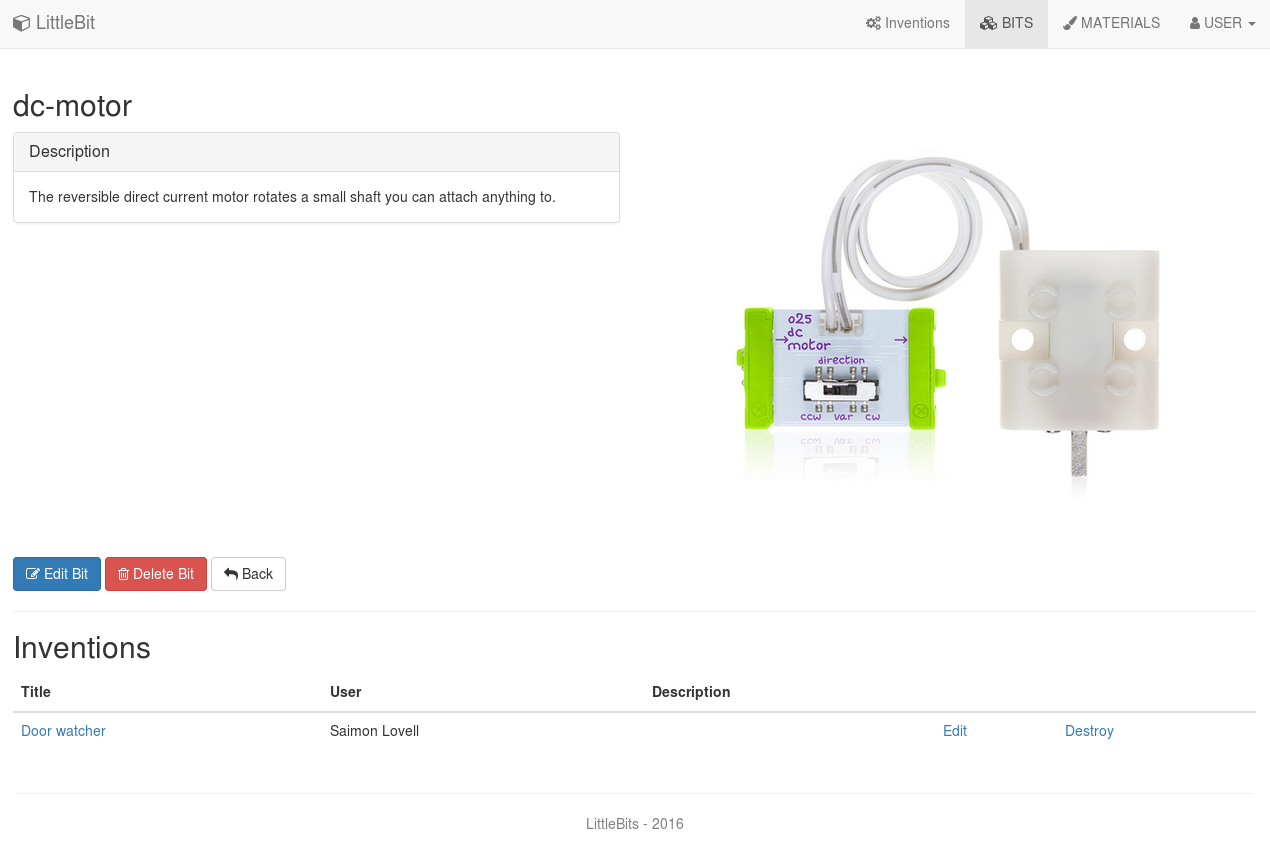 LittleBit
Inventions
BITS
MATERIALS
USER
dc-motor
Description
The reversible direct current motor rotates a small shaft you can attach anything to.
o25
dc
motor
direction
ccw var cw
Edit Bit
Delete Bit
Back
Inventions
Title User Description
Door watcher Saimon Lovell Edit Destroy
LittleBits - 2016